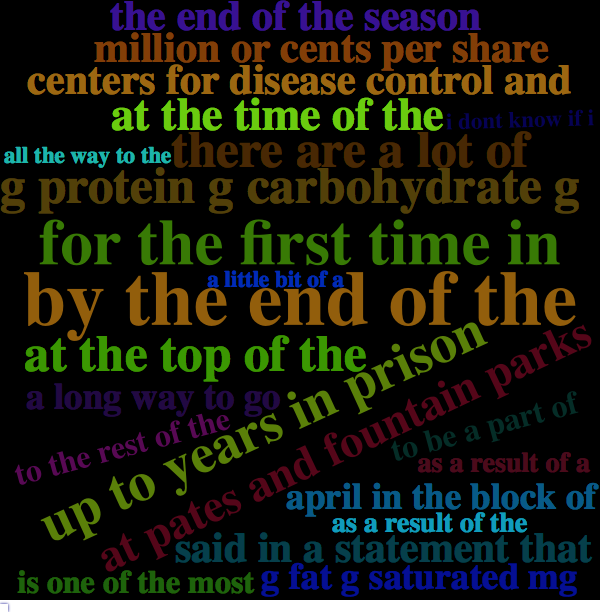 the end of the season
million or cents per share
centers for disease control and
at the time of the
i dont know if i
all the way to the
there are a lot of
g protein g carbohydrate g
for the first time in
a little bit of a
by the end of the
at the top of the
up to years in prison
a long way to go
at pates and fountain parks
to the rest of the
to be a part of
as a result of a
april in the block of
as a result of the
said in a statement that
is one of the most
g fat g saturated mg